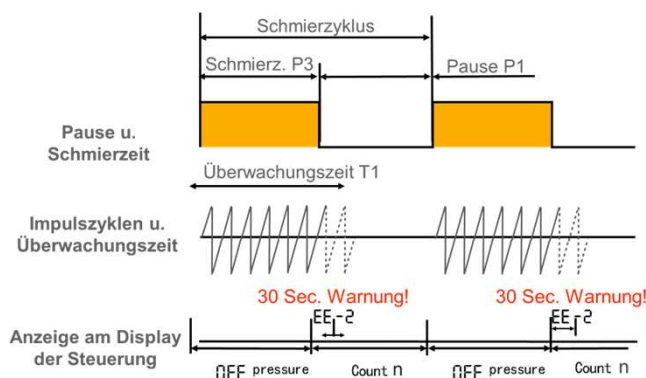 Schmierzyklus
Schmierz. P3
Pause P1
Pause u.
Schmierzeit
Überwachungszeit T1
Impulszyklen u.
Überwachungszeit
30 Sec. Warnung!
30 Sec. Warnung!
EE-2
EE-2
Anzeige am Display
der Steuerung
OFF pressure
Count n
OFF pressure
Count n